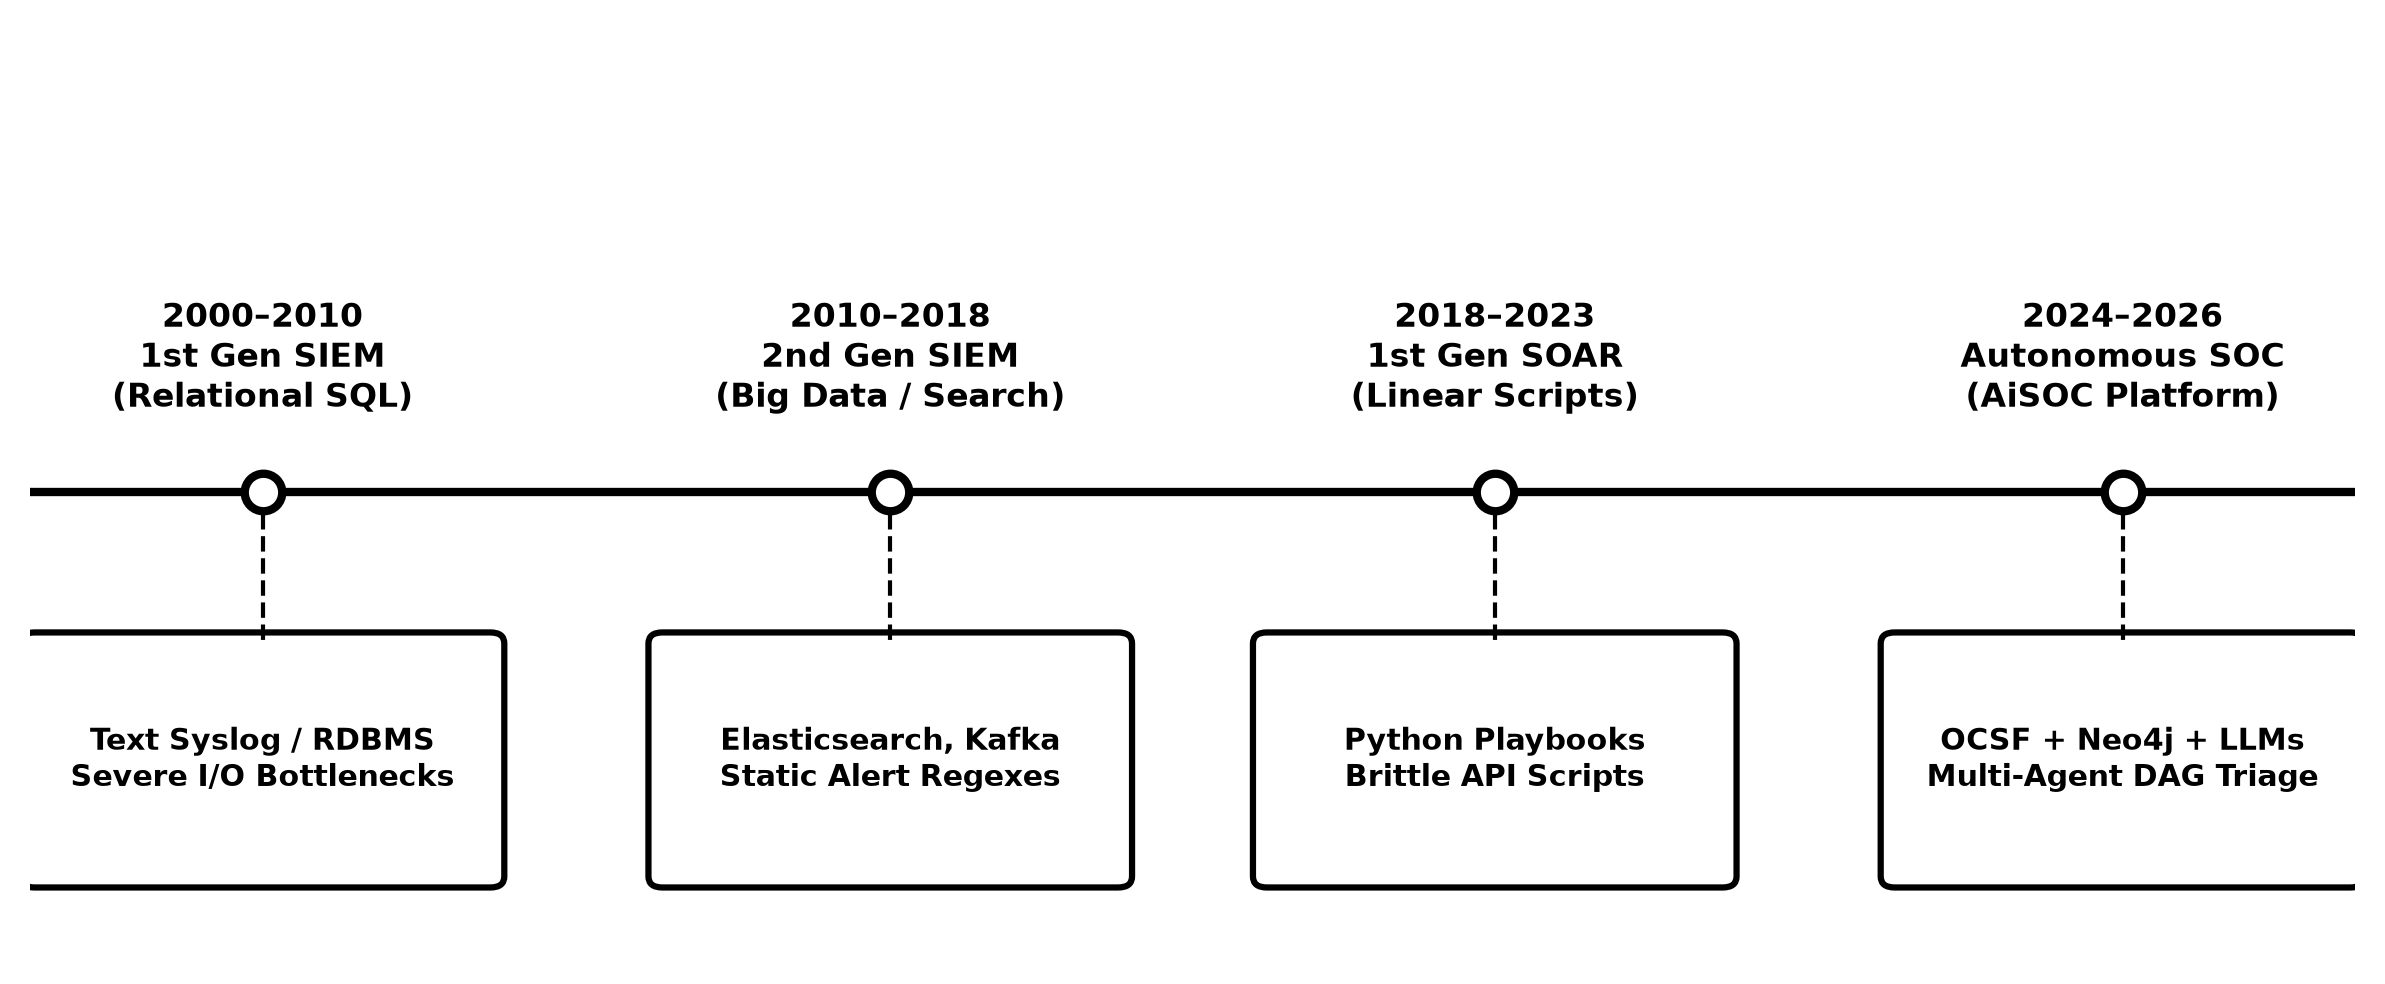 2000–2010
1st Gen SIEM
(Relational SQL)
2010–2018
2nd Gen SIEM
(Big Data / Search)
2018–2023
1st Gen SOAR
(Linear Scripts)
2024–2026
Autonomous SOC
(AiSOC Platform)
Text Syslog / RDBMS
Severe I/O Bottlenecks
Elasticsearch, Kafka
Static Alert Regexes
Python Playbooks
Brittle API Scripts
OCSF + Neo4j + LLMs
Multi-Agent DAG Triage